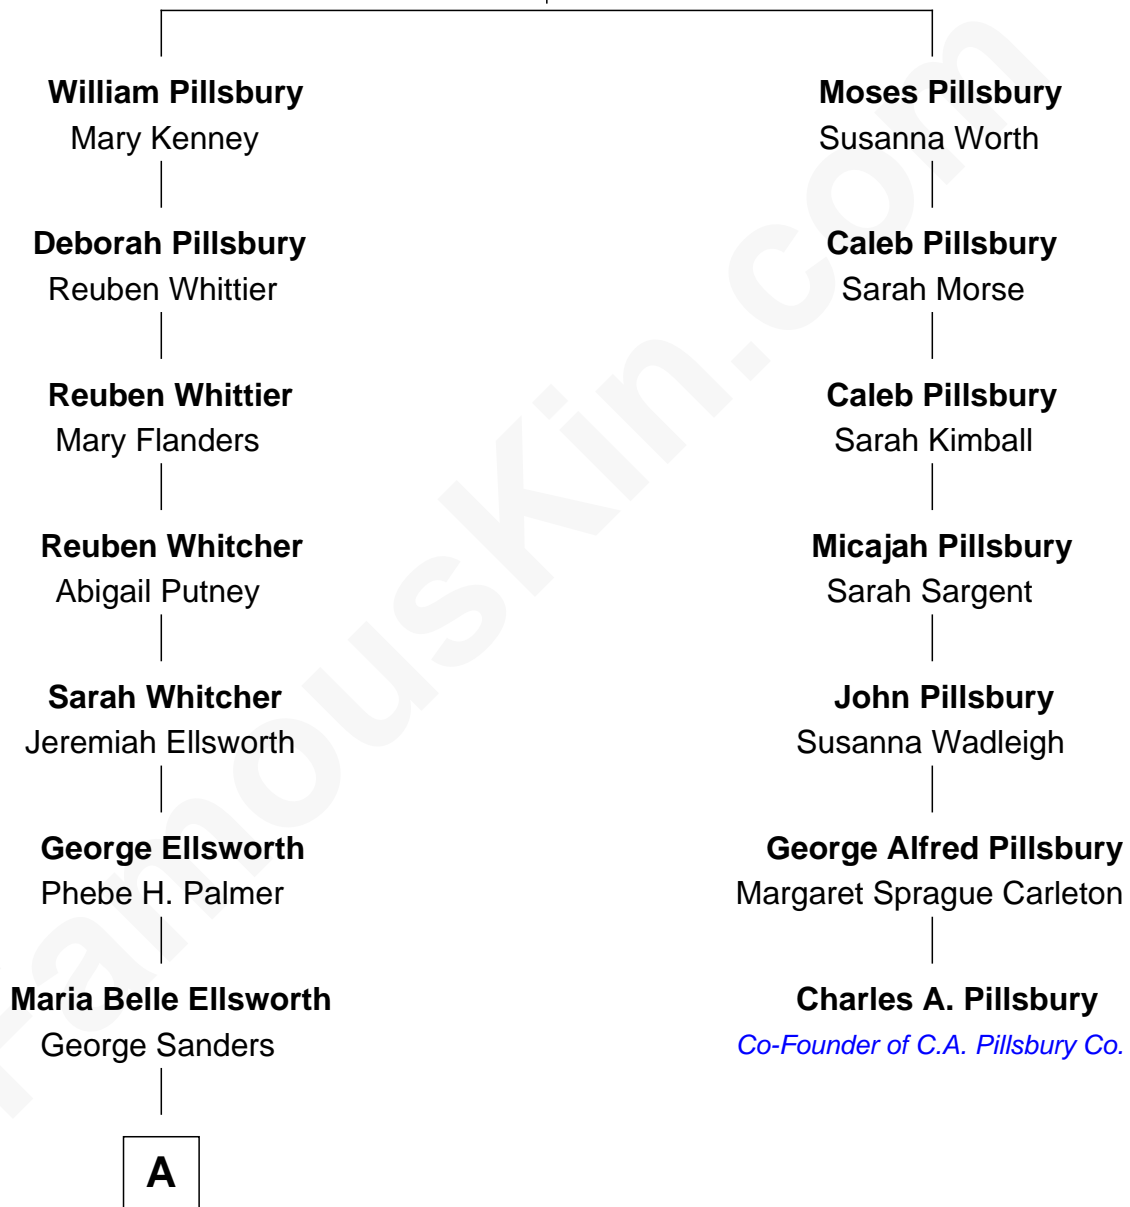 William Pillsbury
Mary Kenney
Deborah Pillsbury
Reuben Whittier
Reuben Whittier
Mary Flanders
Reuben Whitcher
Abigail Putney
Sarah Whitcher
Jeremiah Ellsworth
George Ellsworth
Phebe H. Palmer
Maria Belle Ellsworth
George Sanders
A
Moses Pillsbury
Susanna Worth
Caleb Pillsbury
Sarah Morse
Caleb Pillsbury
Sarah Kimball
Micajah Pillsbury
Sarah Sargent
John Pillsbury
Susanna Wadleigh
George Alfred Pillsbury
Margaret Sprague Carleton
Charles A. Pillsbury
Co-Founder of C.A. Pillsbury Co.
FamousKin.com